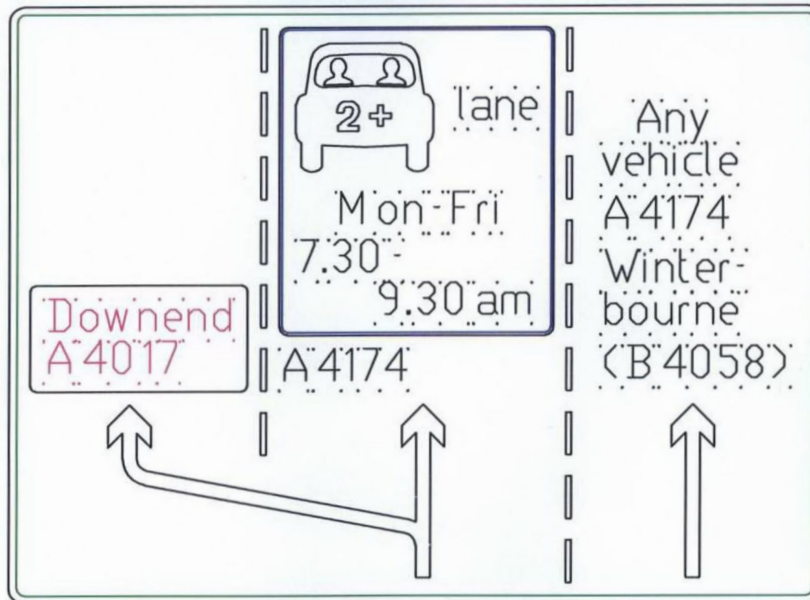 Downend
A4017
2+
lane
Mon-Fri
7.30-
9.30am
A4174
Any
vehicle
A4174
Winter-
bourne
(B4058)